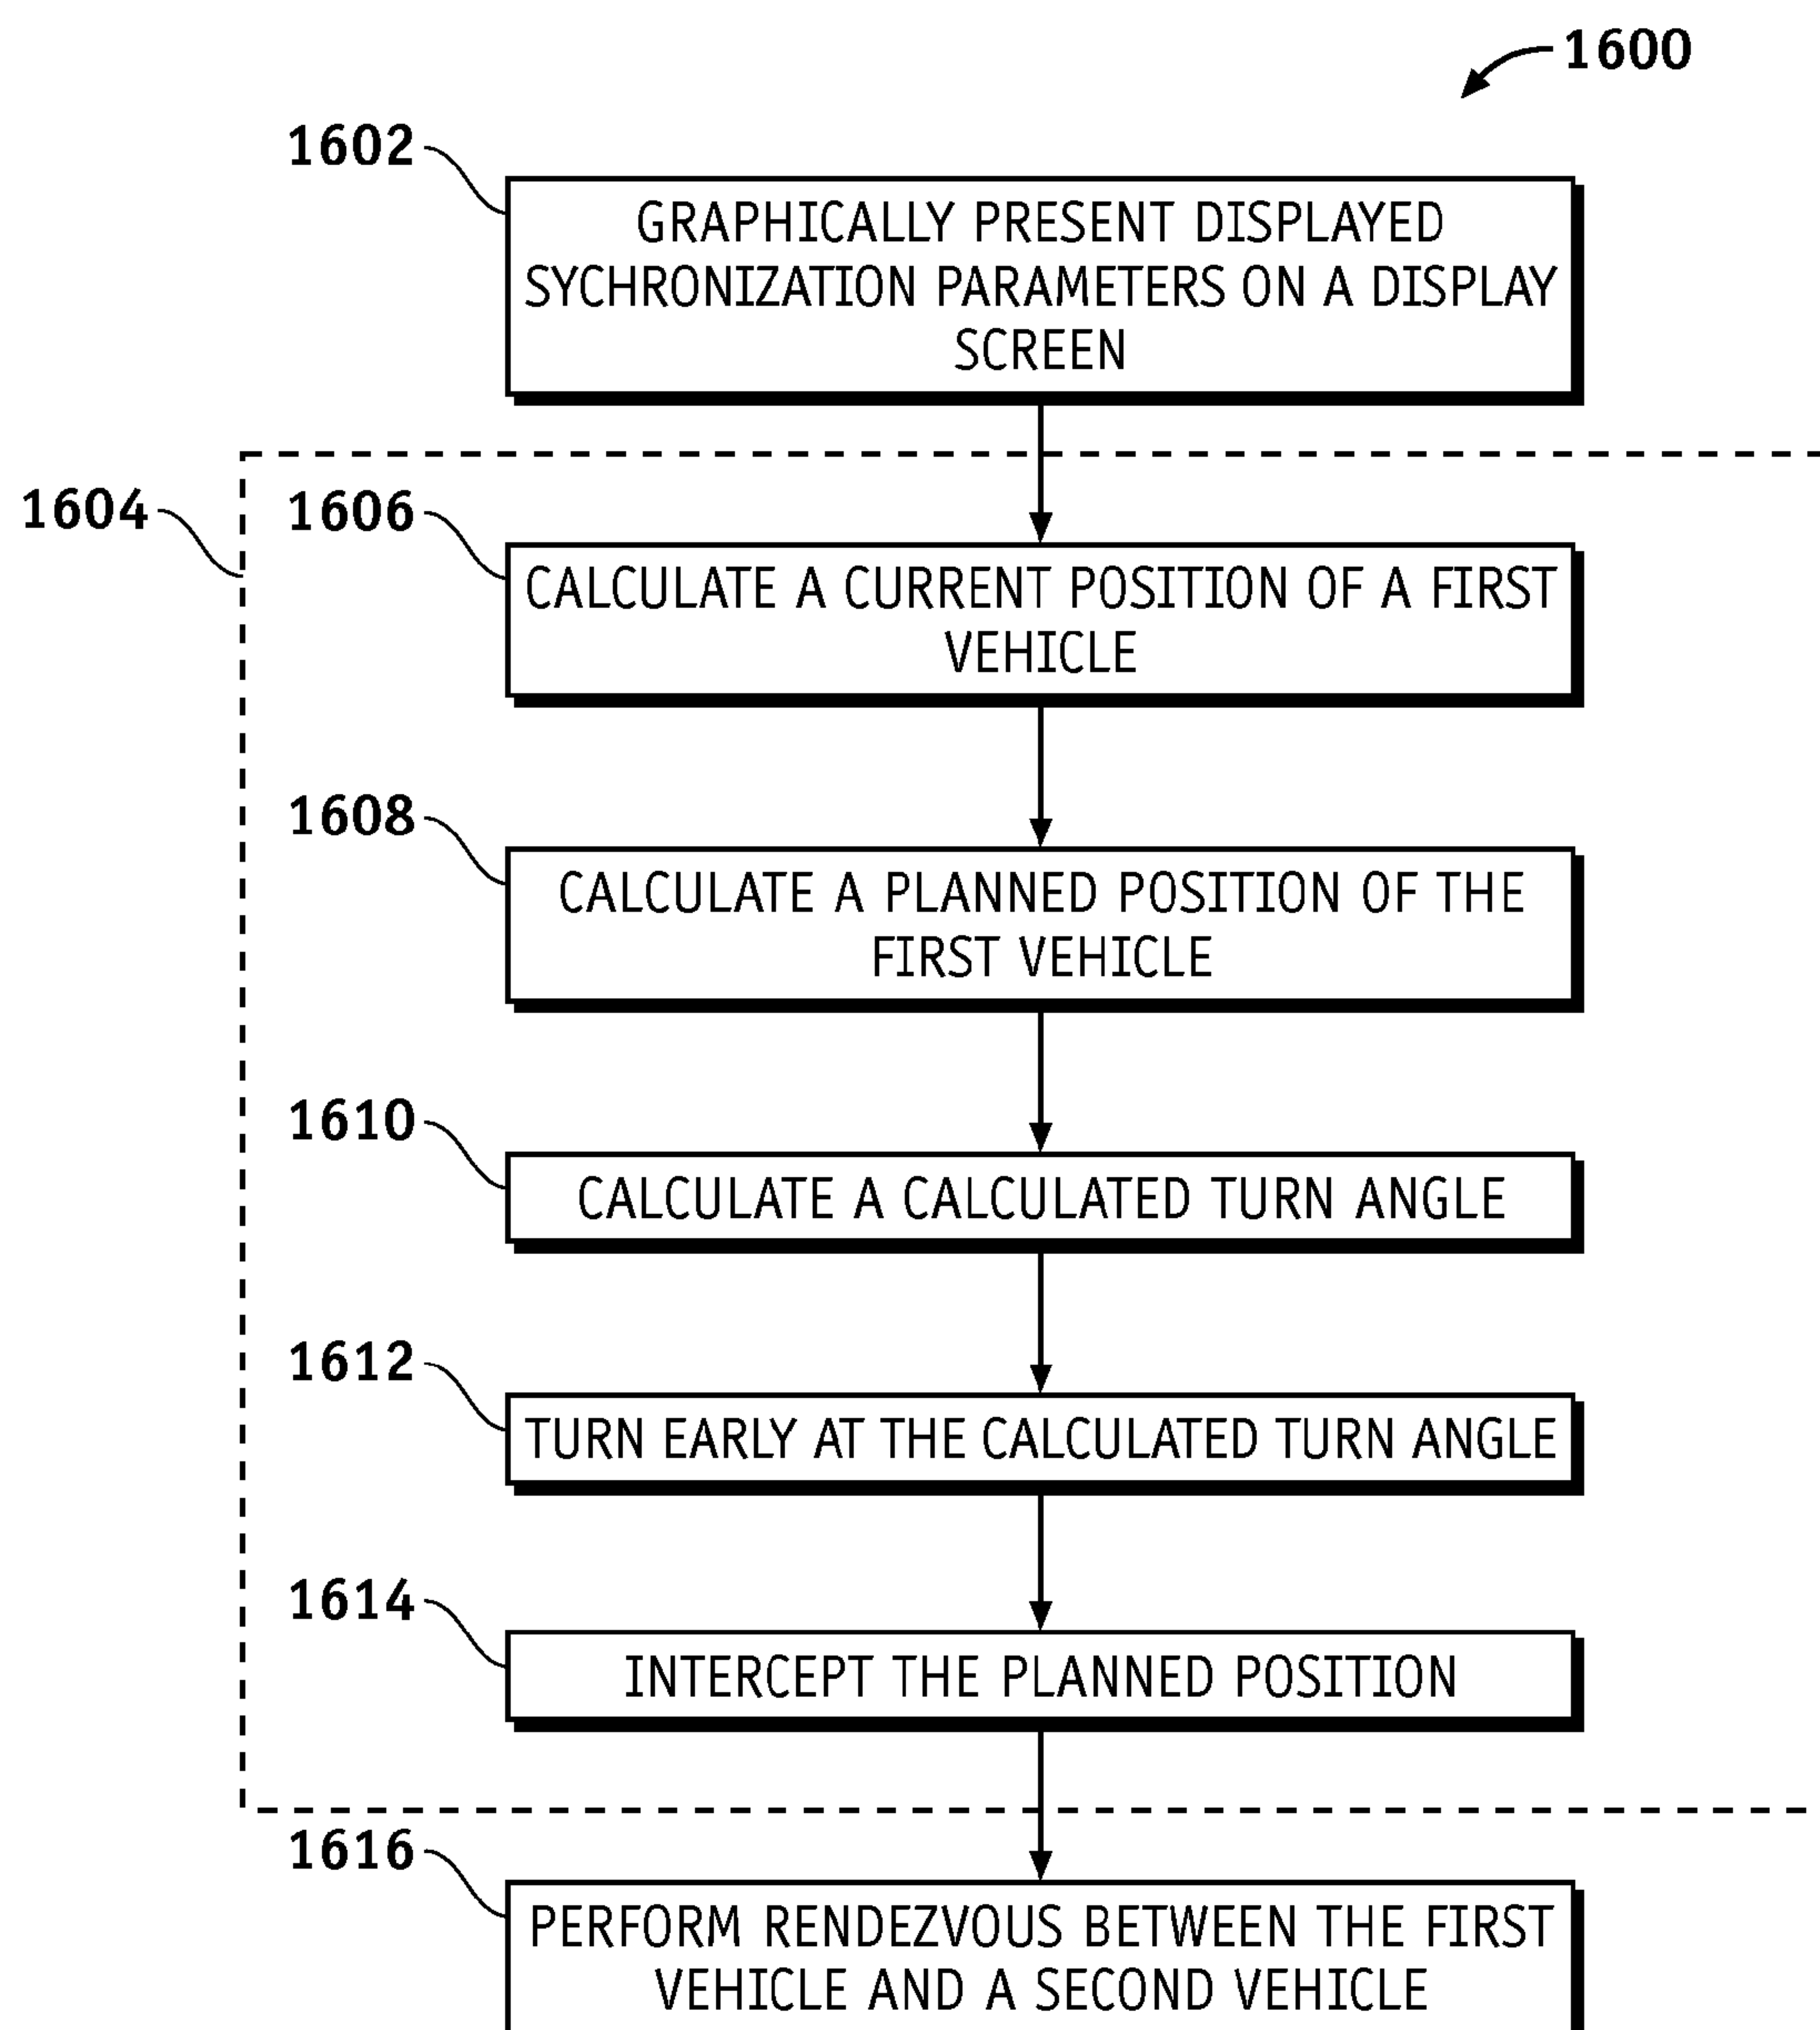 1600
1602
GRAPHICALLY PRESENT DISPLAYED
SYCHRONIZATION PARAMETERS ON A DISPLAY
SCREEN
1604
1606
CALCULATE A CURRENT POSITION OF A FIRST
VEHICLE
1608
CALCULATE A PLANNED POSITION OF THE
FIRST VEHICLE
1610
CALCULATE A CALCULATED TURN ANGLE
1612
TURN EARLY AT THE CALCULATED TURN ANGLE
1614
INTERCEPT THE PLANNED POSITION
1616
PERFORM RENDEZVOUS BETWEEN THE FIRST
VEHICLE AND A SECOND VEHICLE